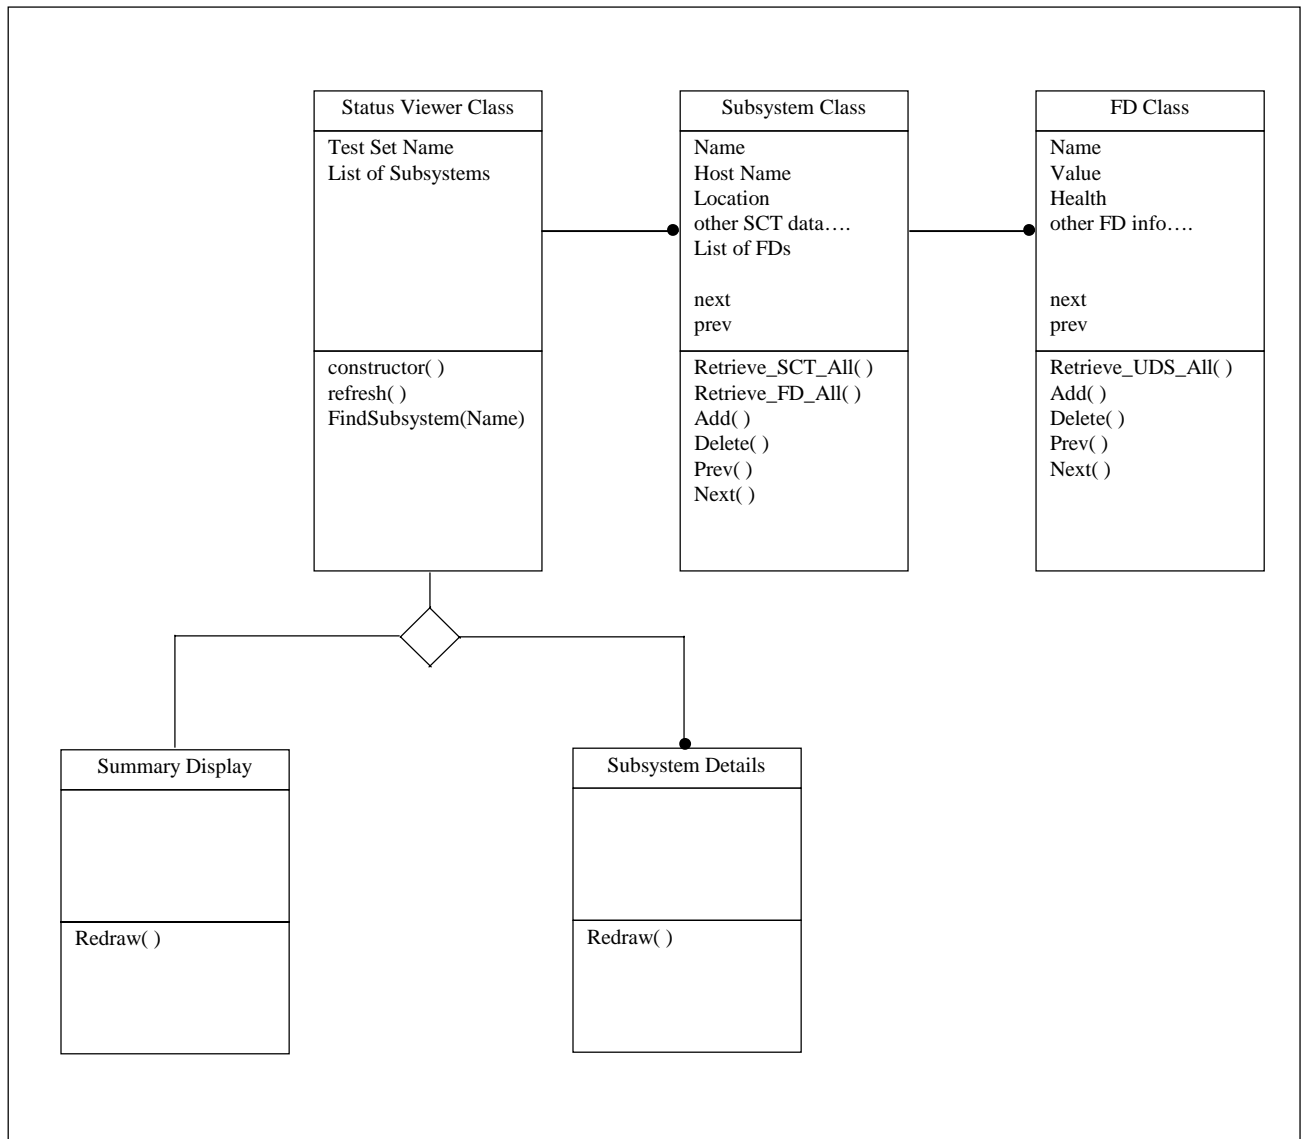 Status Viewer Class
Test Set Name
List of Subsystems
constructor( )
refresh( )
FindSubsystem(Name)
Subsystem Class
Name
Host Name
Location
other SCT data….
List of FDs
next
prev
Retrieve_SCT_All( )
Retrieve_FD_All( )
Add( )
Delete( )
Prev( )
Next( )
FD Class
Name
Value
Health
other FD info….
next
prev
Retrieve_UDS_All( )
Add( )
Delete( )
Prev( )
Next( )
Summary Display
Redraw( )
Subsystem Details
Redraw( )